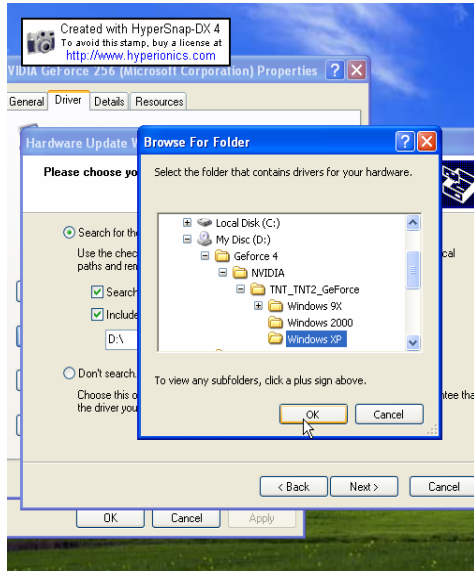 Created with HyperSnap-DX 4
To avoid this stamp, buy a license at
http://www.hyperionics.com
VIDIA GeForce 256 (Microsoft Corporation) Properties
General Driver Details Resources
Hardware Update W
Please choose yo
Search for the
Use the chec
paths and rem
cal
Search
Include
D:\
Don't search.
Choose this o
the driver you
ntee tha
Browse For Folder
Select the folder that contains drivers for your hardware.
Local Disk (C:)
My Disc (D:)
Geforce 4
NVIDIA
TNT_TNT2_GeForce
Windows 9X
Windows 2000
Windows XP
To view any subfolders, click a plus sign above.
OK Cancel
< Back Next > Cancel
OK Cancel Apply